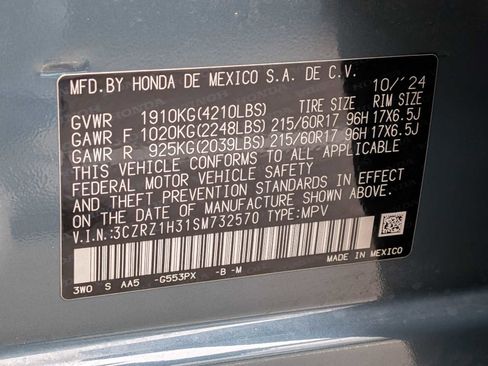 MFD.BY HONDA DE MEXICO S.A. DE C.V. 10/'24
GVWR 1910KG(4210LBS) TIRE SIZE RIM SIZE
GAWR F 1020KG(2248LBS) 215/60R17 96H 17X6.5J
GAWR R 925KG(2039LBS) 215/60R17 96H 17X6.5J
THIS VEHICLE CONFORMS TO ALL APPLICABLE
FEDERAL MOTOR VEHICLE SAFETY
AND THEFT PREVENTION STANDARDS IN EFFECT
ON THE DATE OF MANUFACTURE SHOWN ABOVE.
V.I.N.:3CZRZ1H31SM732570 TYPE:MPV
3WO S AA5 -G553PX -B -M
MADE IN
MEXICO